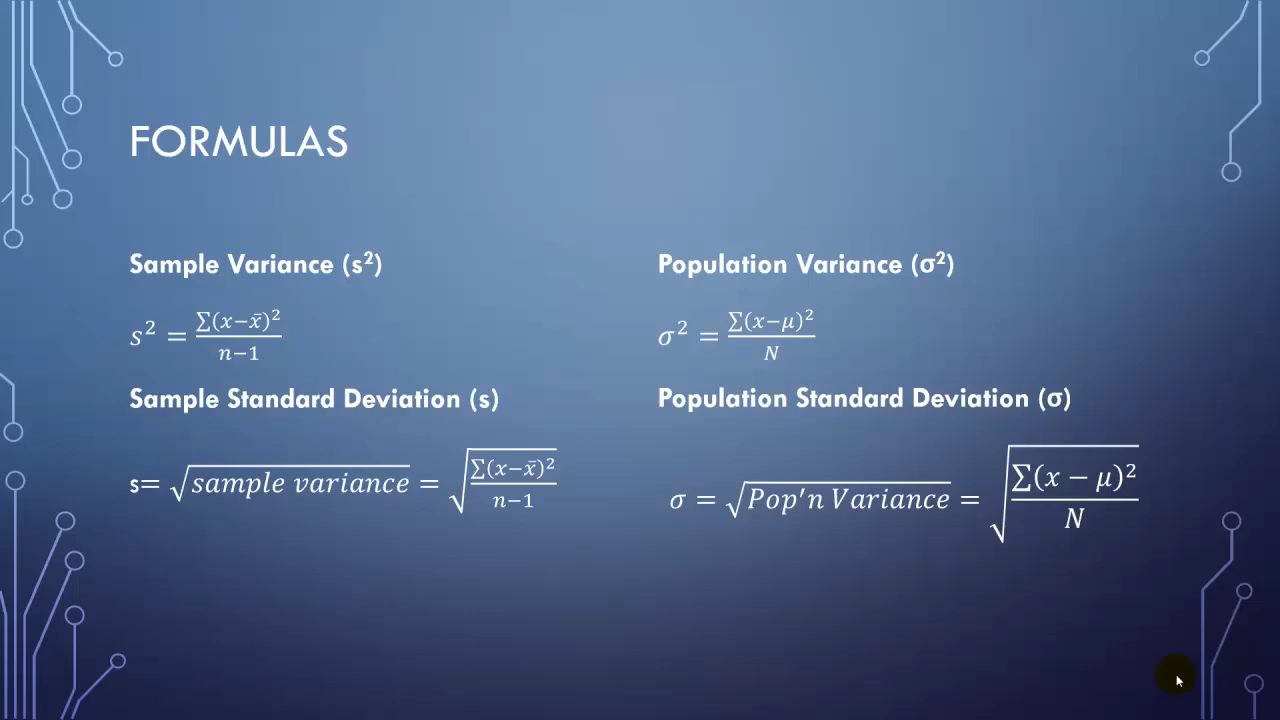 FORMULAS
Sample Variance (s²)
s² = ∑(x−x̄)² / n−1
Sample Standard Deviation (s)
s= √sample variance = √(∑(x−x̄)² / n−1)
Population Variance (σ²)
σ² = ∑(x−μ)² / N
Population Standard Deviation (σ)
σ = √Pop'n Variance = √(∑(x − μ)² / N)